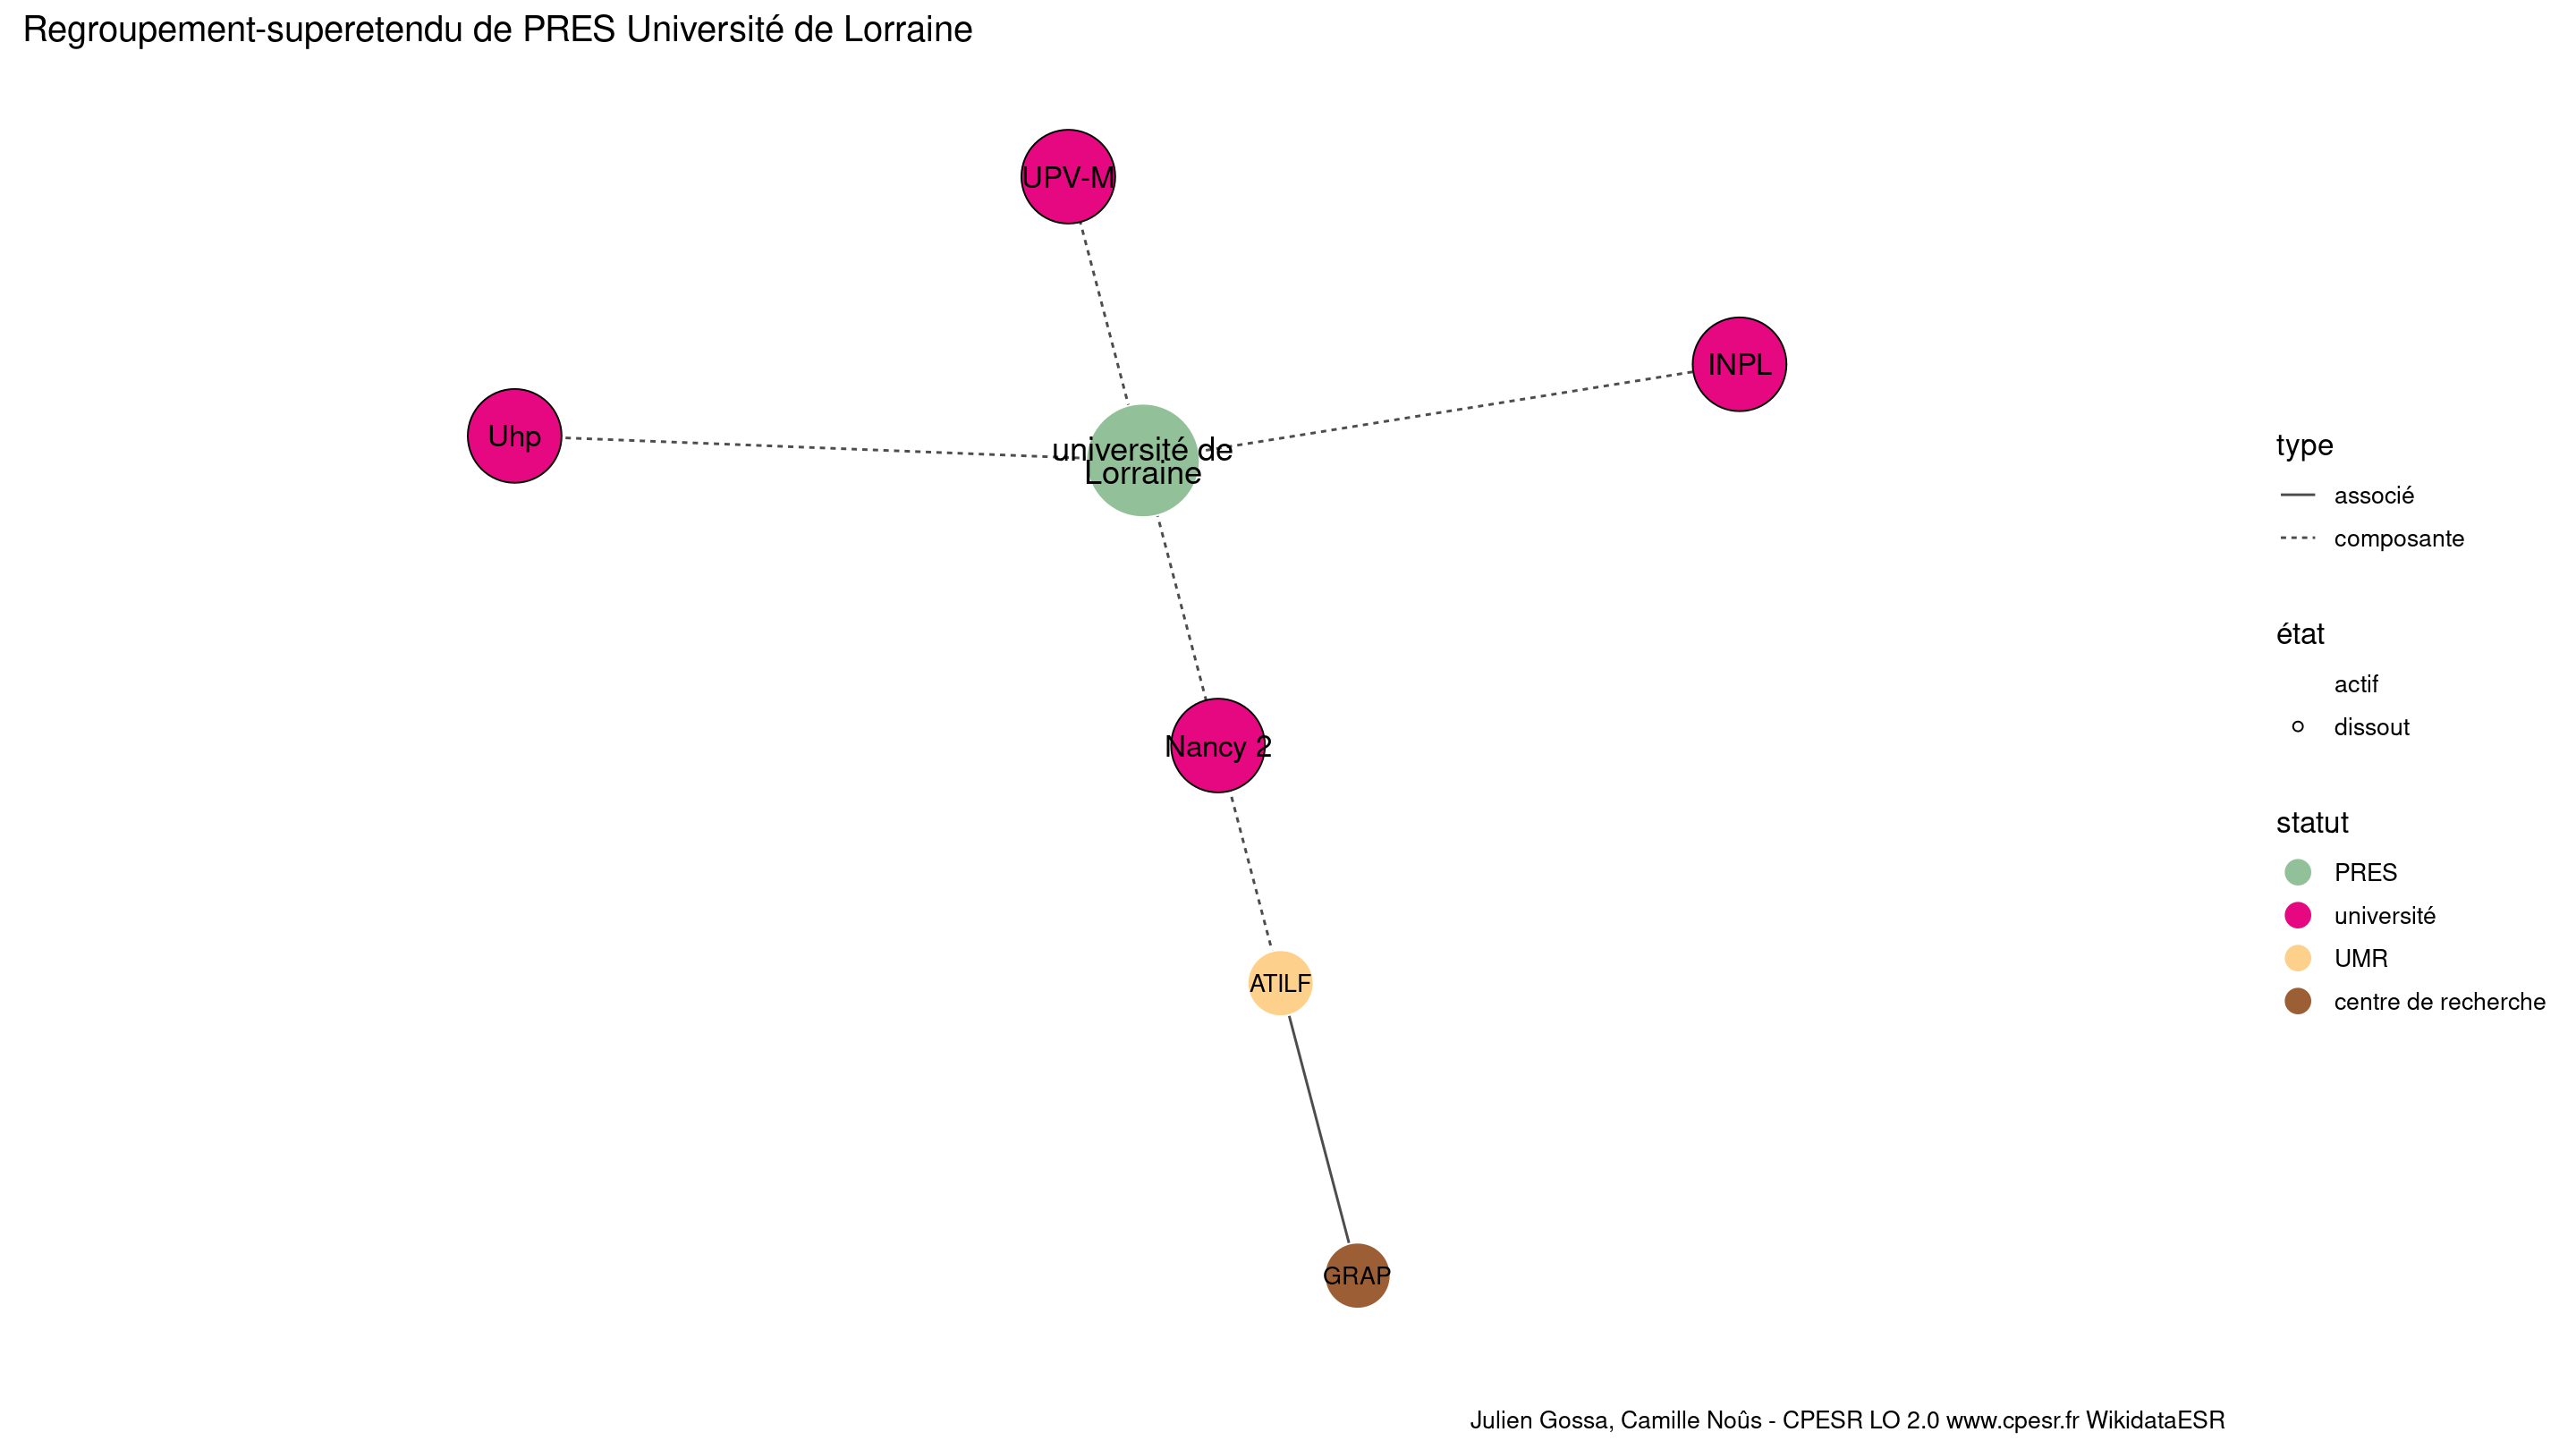 Regroupement-superetendu de PRES Université de Lorraine
UPV-M
INPL
Uhp
université de
Lorraine
Nancy 2
ATILF
GRAP
type
associé
composante
état
actif
dissout
statut
PRES
université
UMR
centre de recherche
Julien Gossa, Camille Noûs - CPESR LO 2.0 www.cpesr.fr WikidataESR